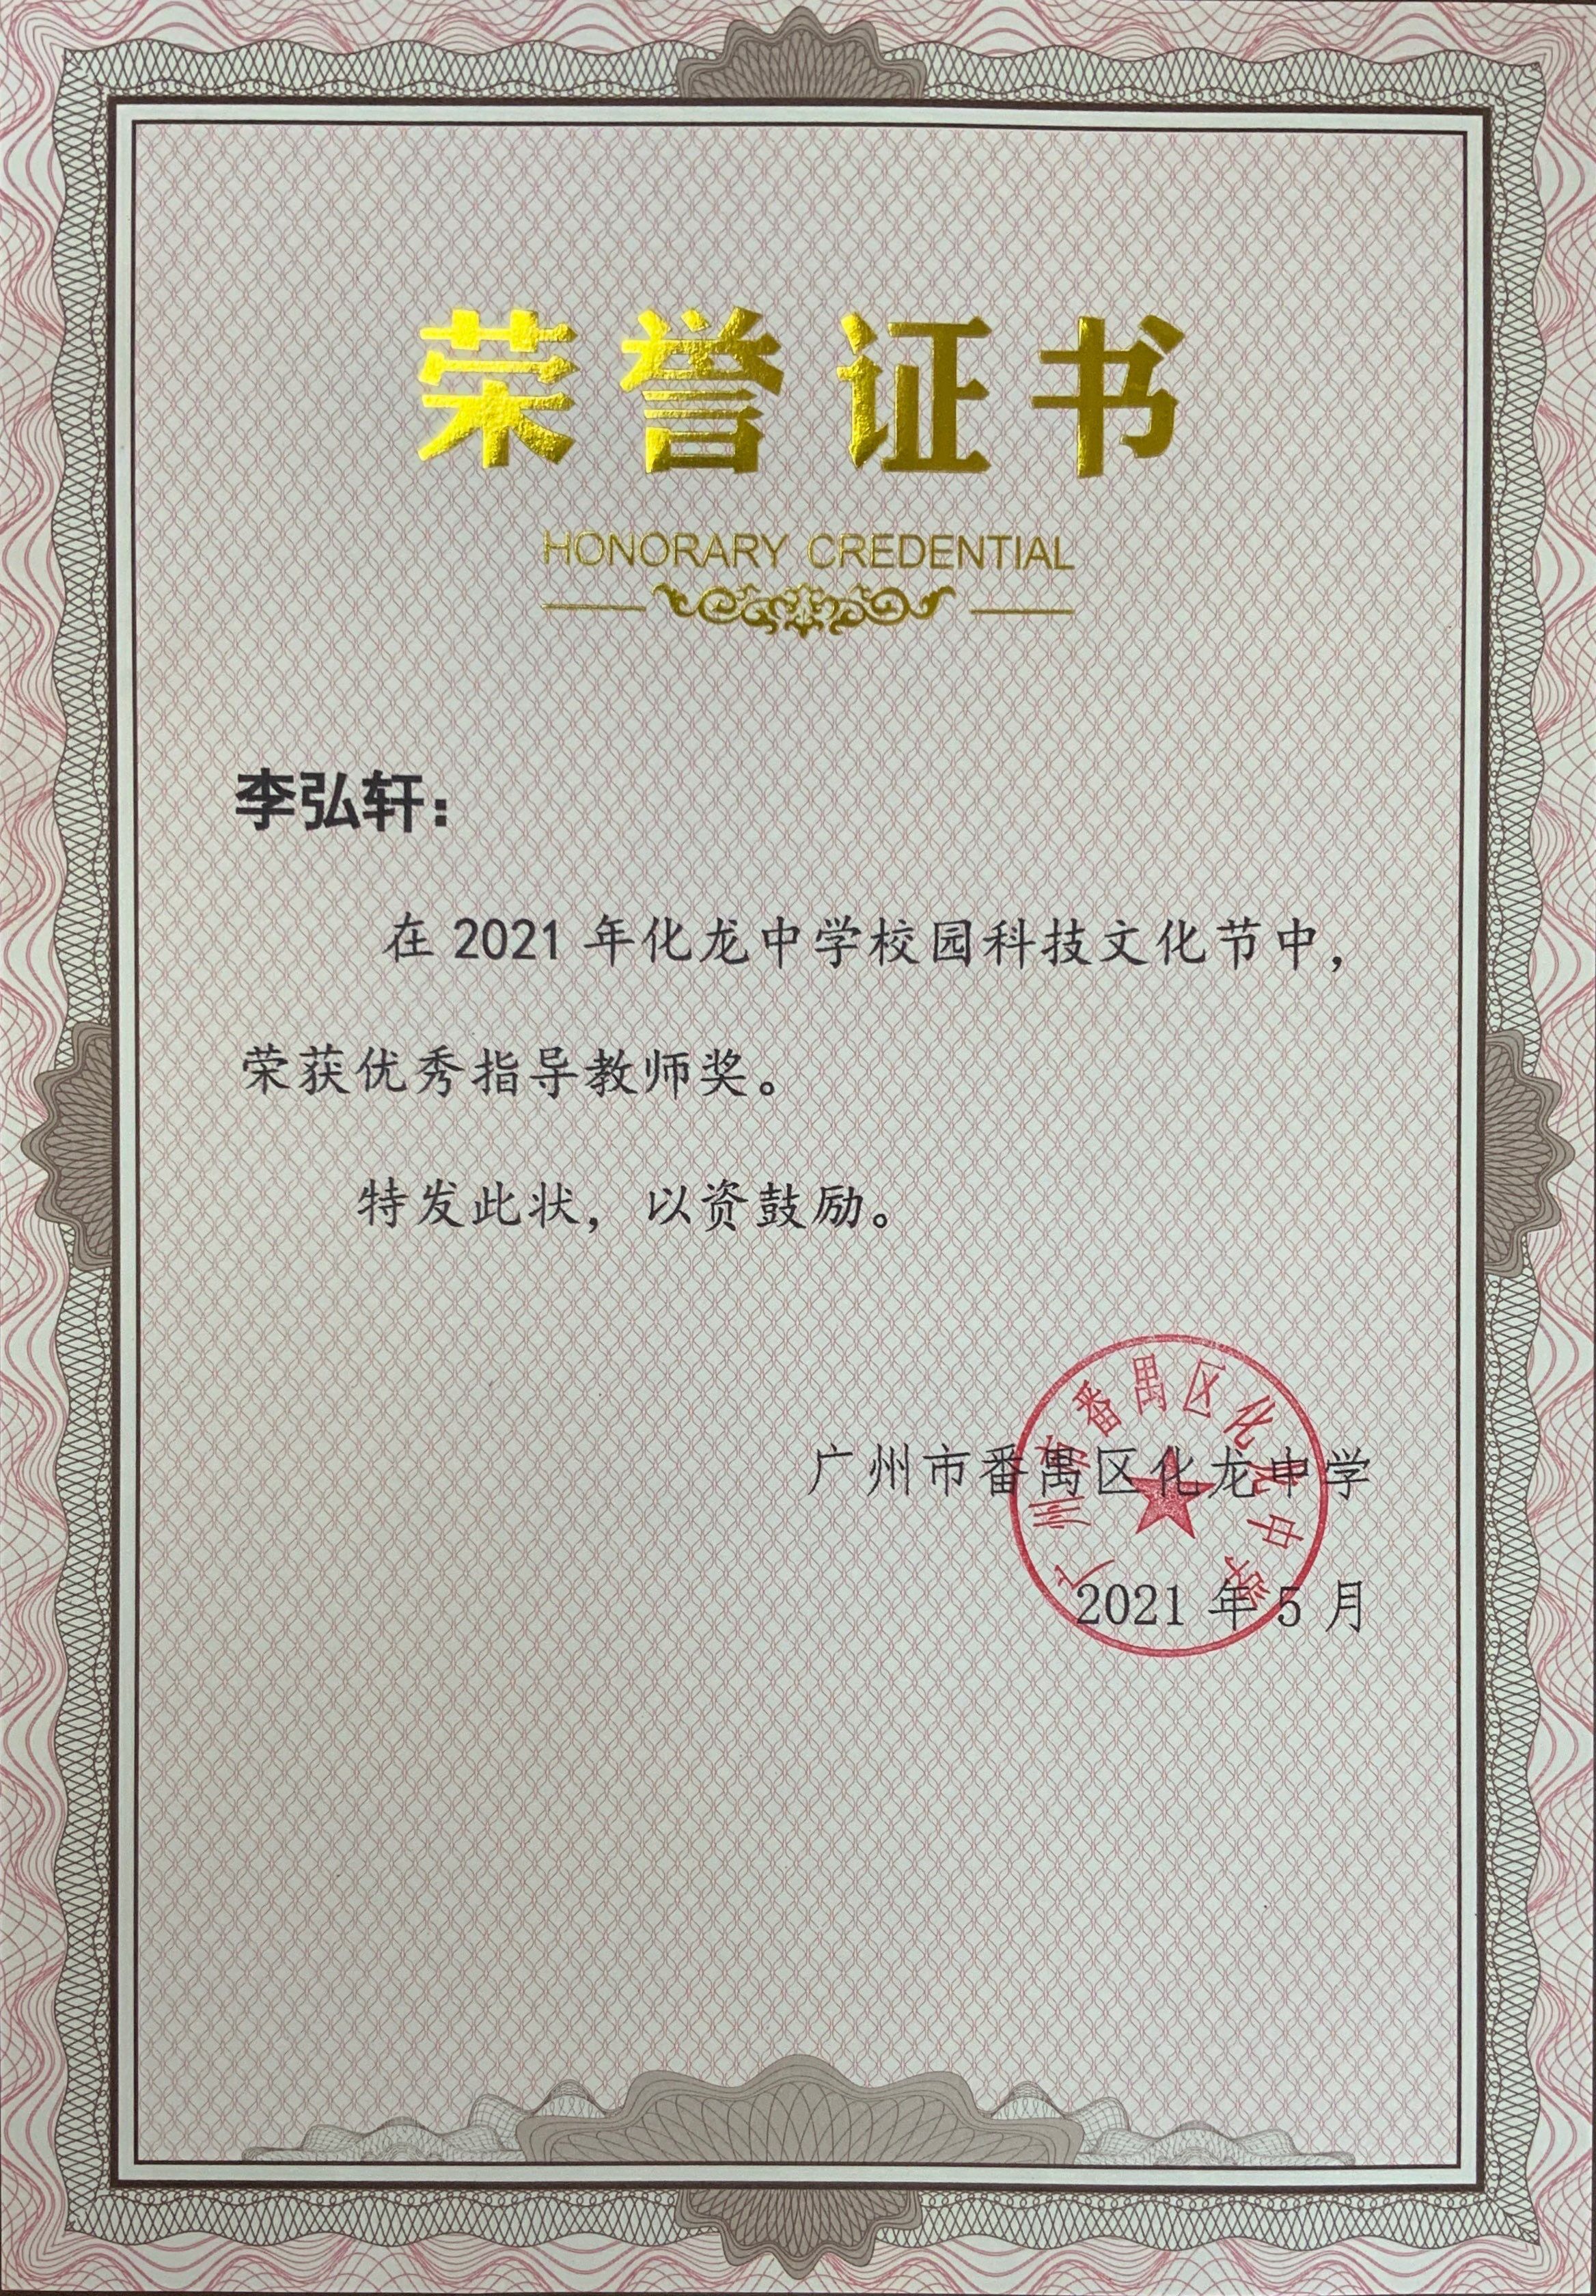 荣誉证书
HONORARY CREDENTIAL
李弘轩：
在 2021 年化龙中学校园科技文化节中，
荣获优秀指导教师奖。
特发此状，以资鼓励。
广州市番禺区化龙中学
广州市番禺区化龙中学
2021 年 5 月